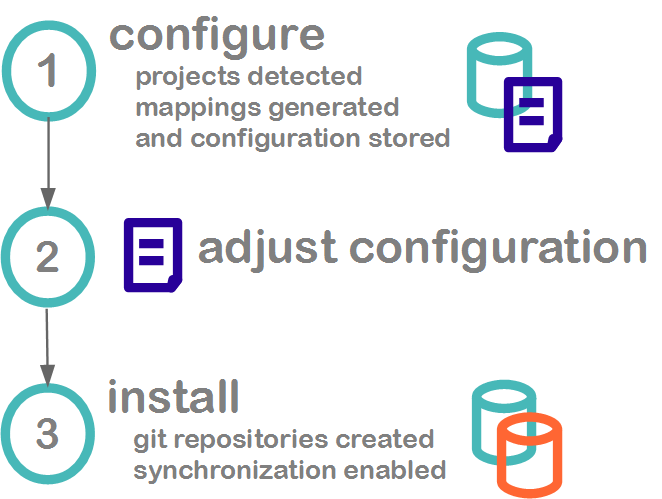 1
configure
projects detected
mappings generated
and configuration stored
2
adjust configuration
3
install
git repositories created
synchronization enabled